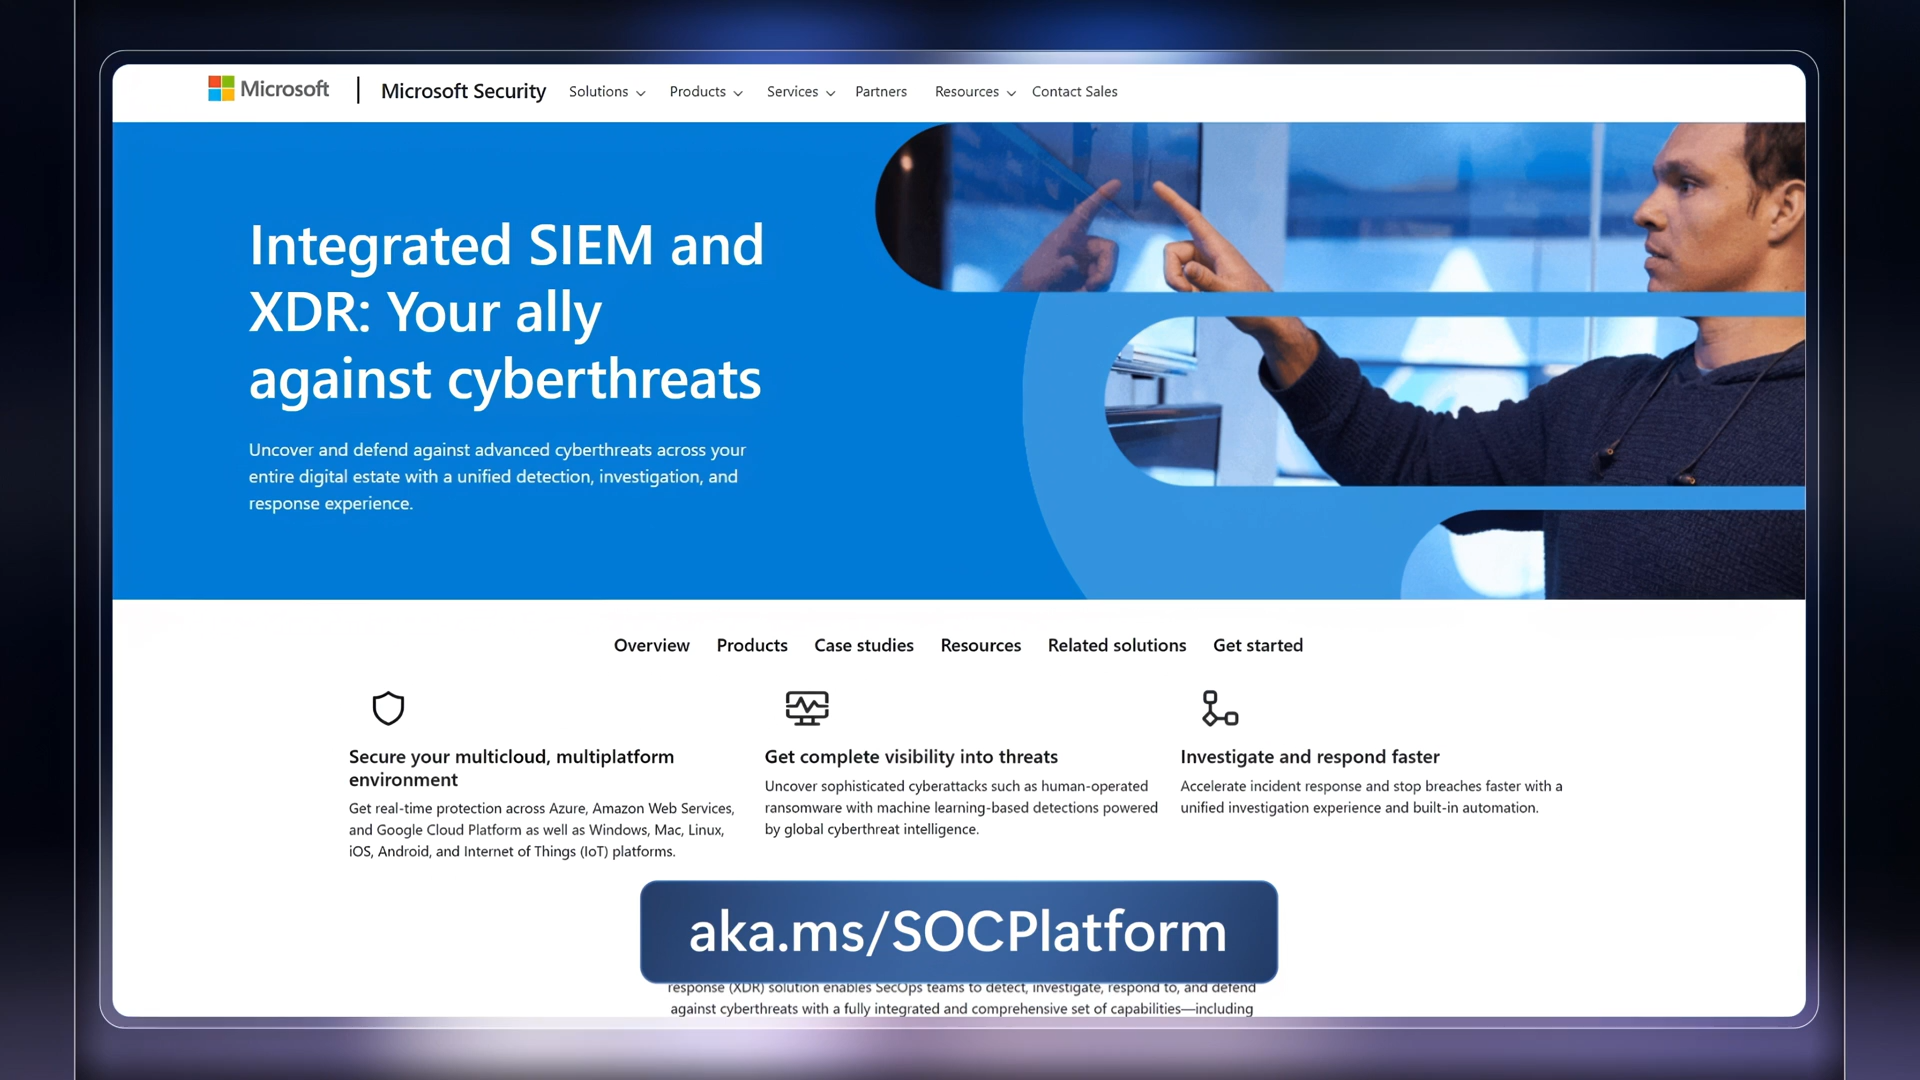 Microsoft
Microsoft Security
Solutions
Products
Services
Partners
Resources
Contact Sales
Integrated SIEM and
XDR: Your ally
against cyberthreats
Uncover and defend against advanced cyberthreats across your
entire digital estate with a unified detection, investigation, and
response experience.
Overview
Products
Case studies
Resources
Related solutions
Get started
Secure your multicloud, multiplatform
environment
Get real-time protection across Azure, Amazon Web Services,
and Google Cloud Platform as well as Windows, Mac, Linux,
iOS, Android, and Internet of Things (IoT) platforms.
Get complete visibility into threats
Uncover sophisticated cyberattacks such as human-operated
ransomware with machine learning-based detections powered
by global cyberthreat intelligence.
Investigate and respond faster
Accelerate incident response and stop breaches faster with a
unified investigation experience and built-in automation.
aka.ms/SOCPlatform
response (XDR) solution enables SecOps teams to detect, investigate, respond to, and defend
against cyberthreats with a fully integrated and comprehensive set of capabilities—including